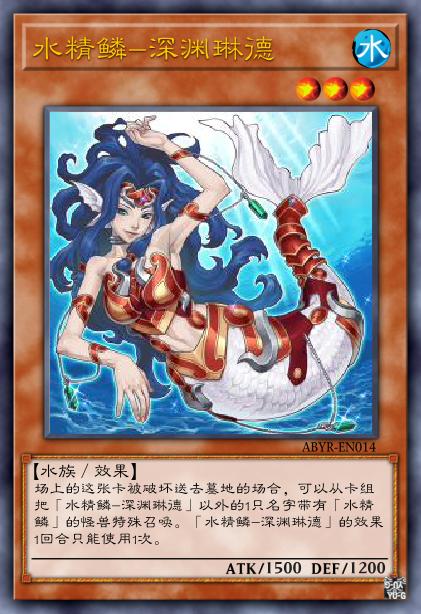 水精鳞-深渊琳德
水
ABYR-EN014
【水族/效果】
场上的这张卡被破坏送去墓地的场合，可以从卡组
把「水精鳞-深渊琳德」以外的1只名字带有「水精
鳞」的怪兽特殊召唤。「水精鳞-深渊琳德」的效果
1回合只能使用1次。
ATK/1500 DEF/1200